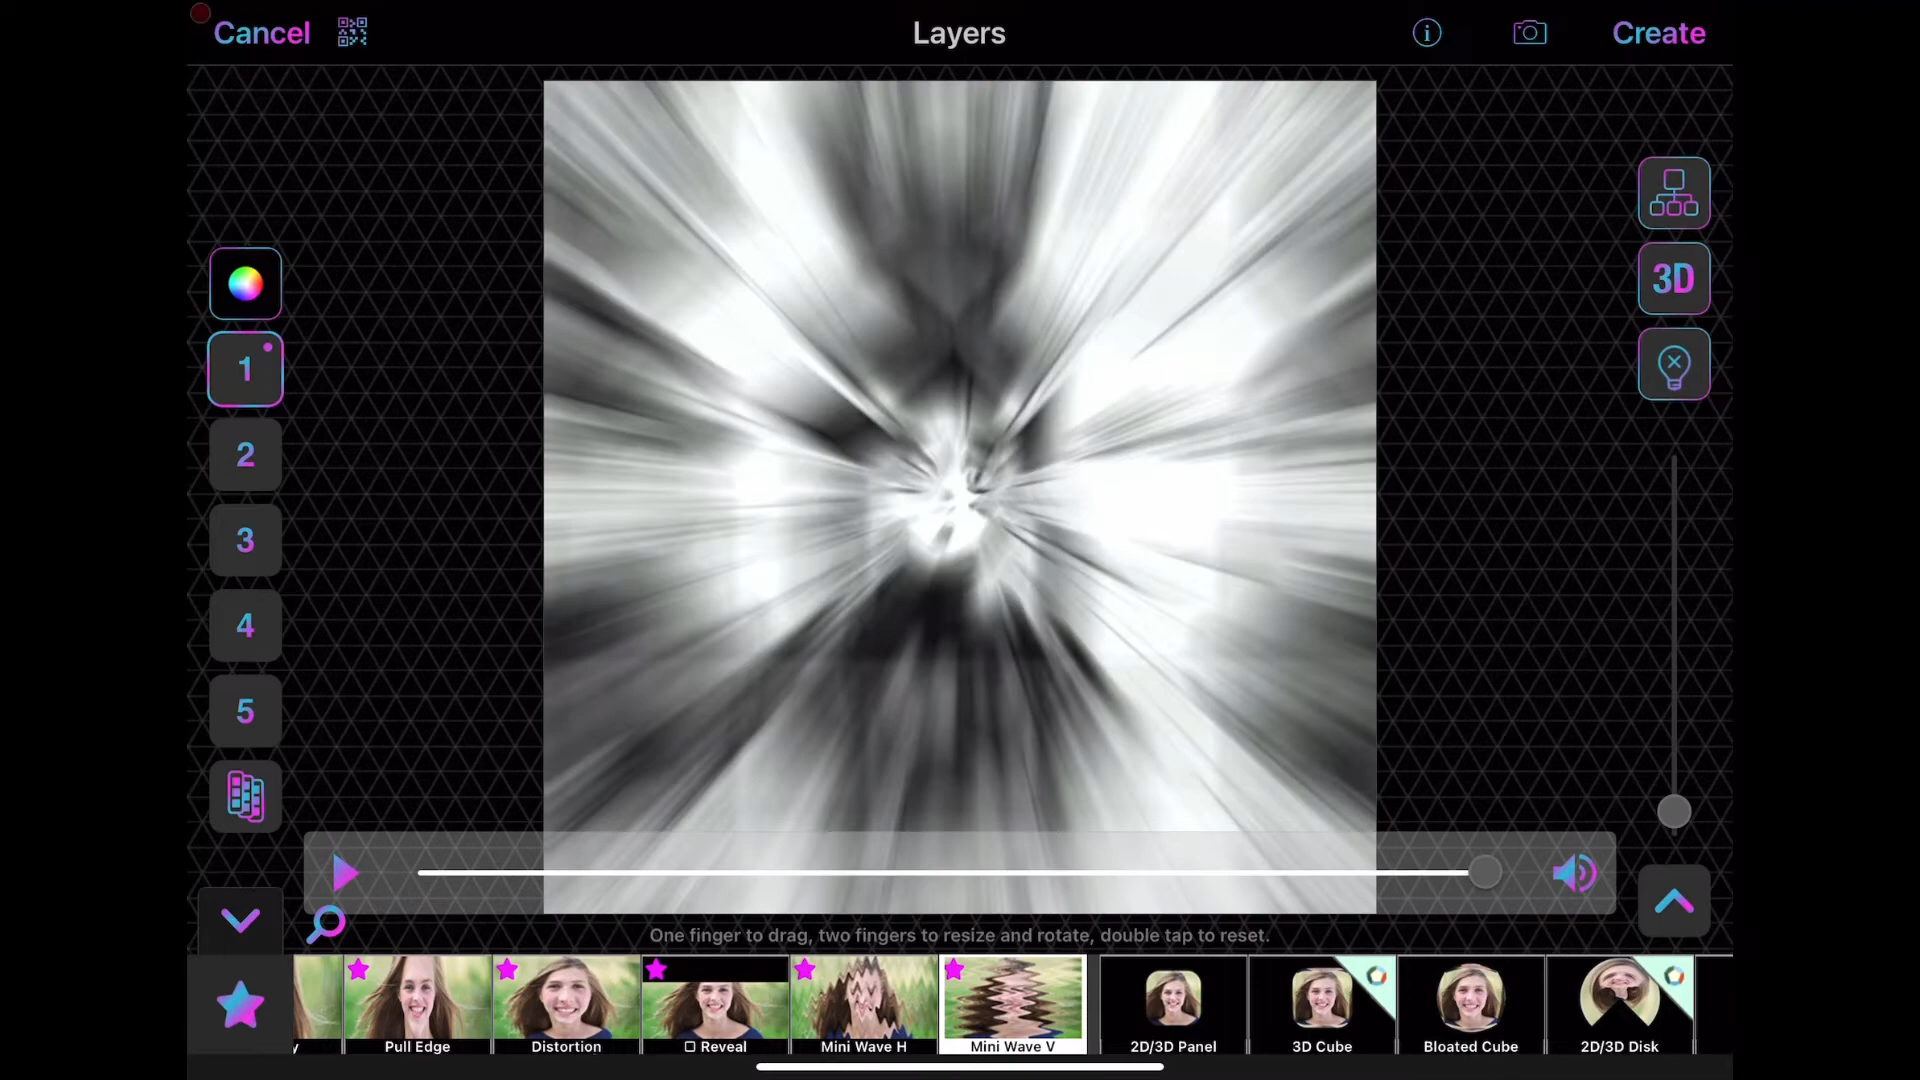 Cancel
Layers
Create
3D
1
2
3
4
5
One finger to drag, two fingers to resize and rotate, double tap to reset.
y
Pull Edge
Distortion
Reveal
Mini Wave H
Mini Wave V
2D/3D Panel
3D Cube
Bloated Cube
2D/3D Disk